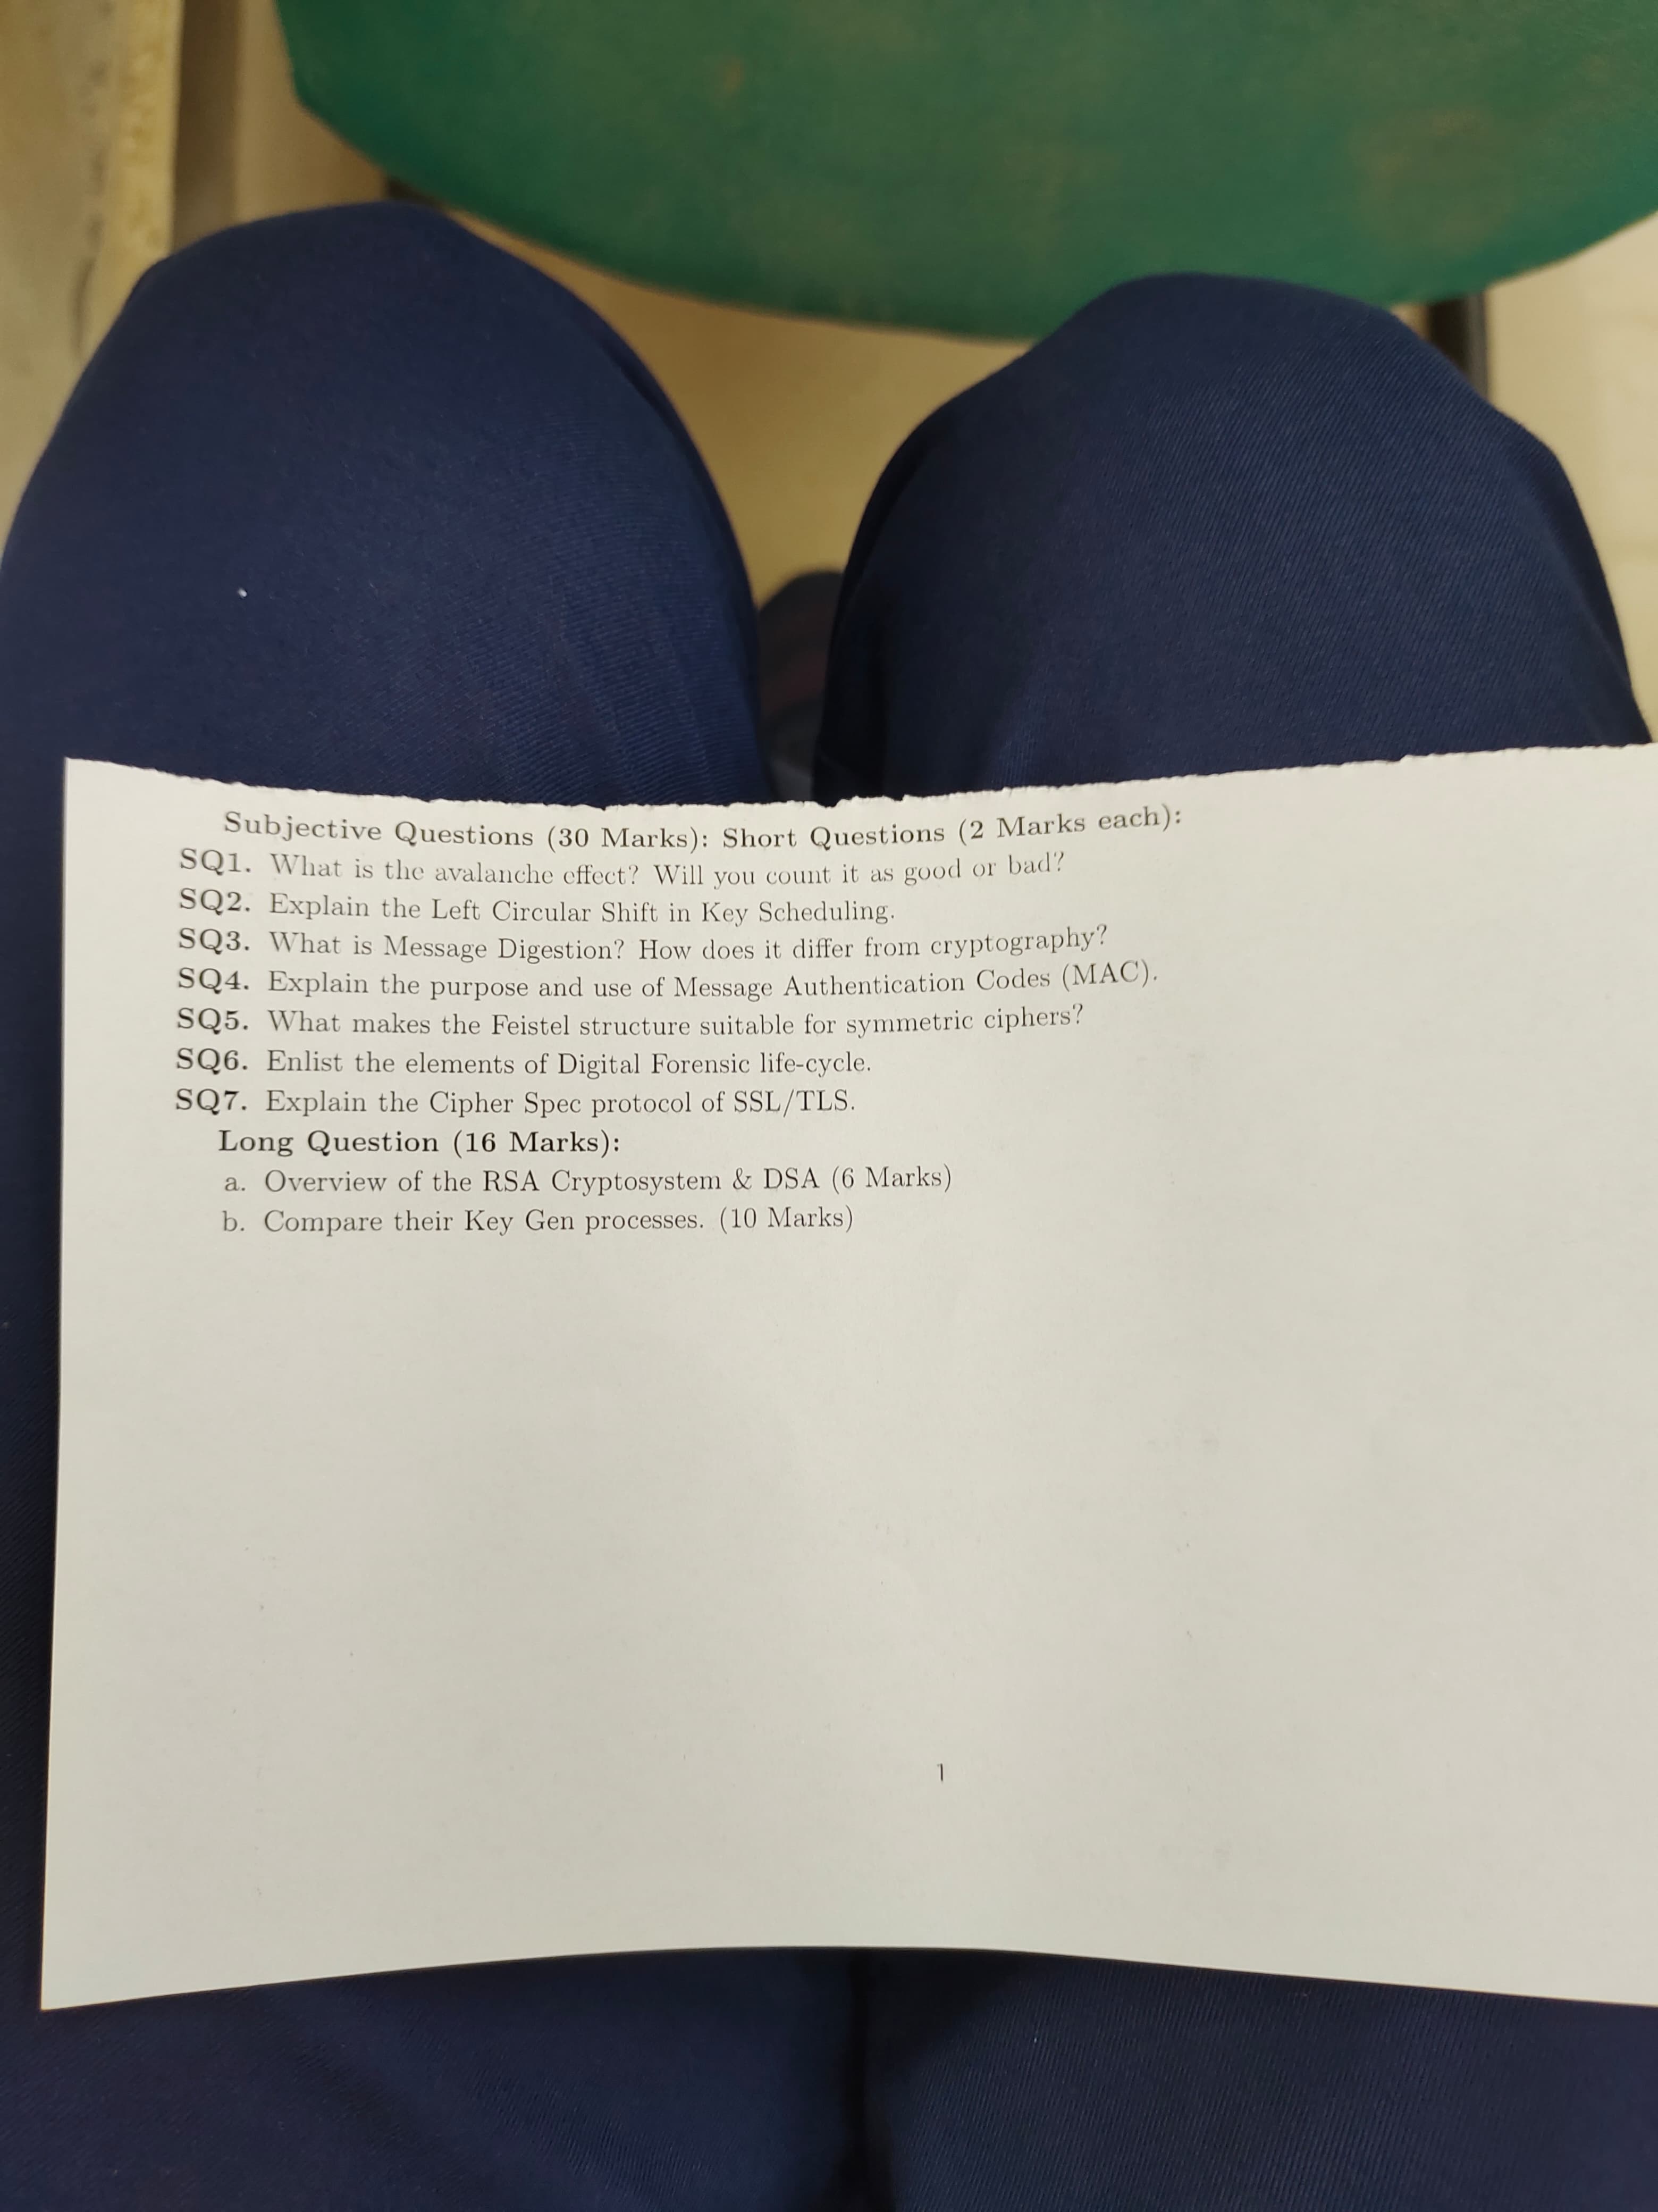 Subjective Questions (30 Marks): Short Questions (2 Marks each):
SQ1. What is the avalanche effect? Will you count it as good or bad?
SQ2. Explain the Left Circular Shift in Key Scheduling.
SQ3. What is Message Digestion? How does it differ from cryptography?
SQ4. Explain the purpose and use of Message Authentication Codes (MAC).
SQ5. What makes the Feistel structure suitable for symmetric ciphers?
SQ6. Enlist the elements of Digital Forensic life-cycle.
SQ7. Explain the Cipher Spec protocol of SSL/TLS.
Long Question (16 Marks):
a. Overview of the RSA Cryptosystem & DSA (6 Marks)
b. Compare their Key Gen processes. (10 Marks)
1